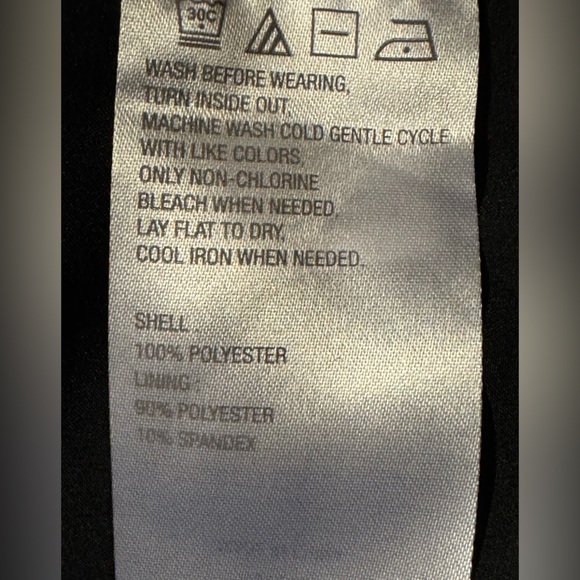 30C
WASH BEFORE WEARING,
TURN INSIDE OUT,
MACHINE WASH COLD GENTLE CYCLE
WITH LIKE COLORS,
ONLY NON-CHLORINE
BLEACH WHEN NEEDED,
LAY FLAT TO DRY,
COOL IRON WHEN NEEDED.
SHELL :
100% POLYESTER
LINING :
90% POLYESTER
10% SPANDEX